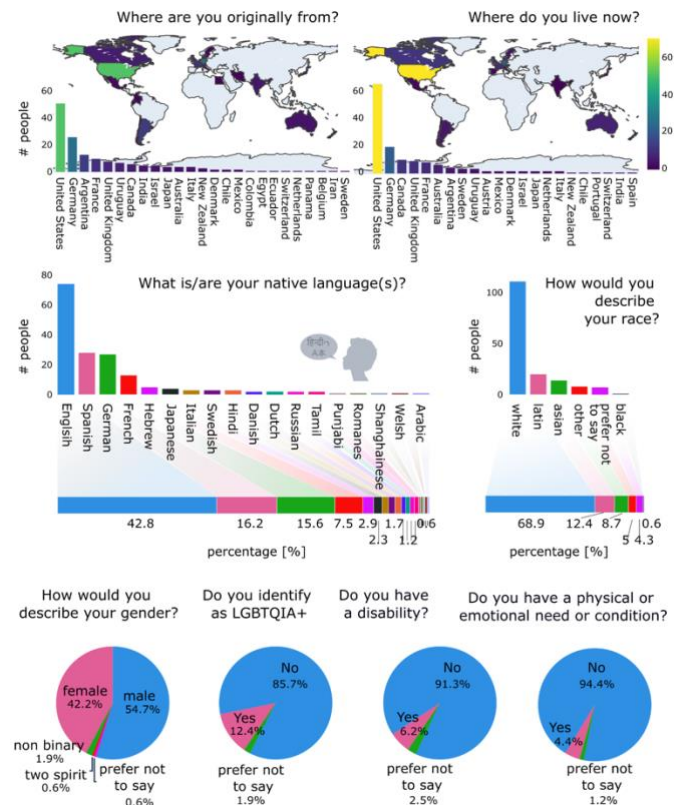 Where are you originally from?
Where do you live now?
# people
60
40
20
0
60
40
20
0
60
40
20
0
United States
Germany
Argentina
France
United Kingdom
Uruguay
Canada
India
Israel
Japan
Australia
Italy
New Zealand
Denmark
Chile
Mexico
Colombia
Egypt
Ecuador
Switzerland
Netherlands
Panama
Belgium
Iran
Sweden
United States
Germany
Canada
United Kingdom
France
Australia
Argentina
Sweden
Uruguay
Austria
Mexico
Denmark
Israel
Japan
Netherlands
Italy
New Zealand
Chile
Portugal
Switzerland
India
Spain
What is/are your native language(s)?
# people
80
60
40
20
0
Englsih
Spanish
German
French
Hebrew
Japanese
Italian
Swedish
Hindi
Danish
Dutch
Russian
Tamil
Punjabi
Romanes
Shanghainese
Welsh
Arabic
42.8
16.2
15.6
7.5
2.9
2.3
1.7
1.2
percentage [%]
How would you
describe
your race?
# people
100
50
0
white
latin
asian
other
prefer not
to say
black
68.9
12.4
8.7
5
4.3
0.6
percentage [%]
How would you
describe your gender?
female
42.2%
male
54.7%
non binary
1.9%
two spirit
0.6%
prefer not
to say
0.6%
Do you identify
as LGBTQIA+
No
85.7%
Yes
12.4%
prefer not
to say
1.9%
Do you have
a disability?
No
91.3%
Yes
6.2%
prefer not
to say
2.5%
Do you have a physical or
emotional need or condition?
No
94.4%
Yes
4.4%
prefer not
to say
1.2%